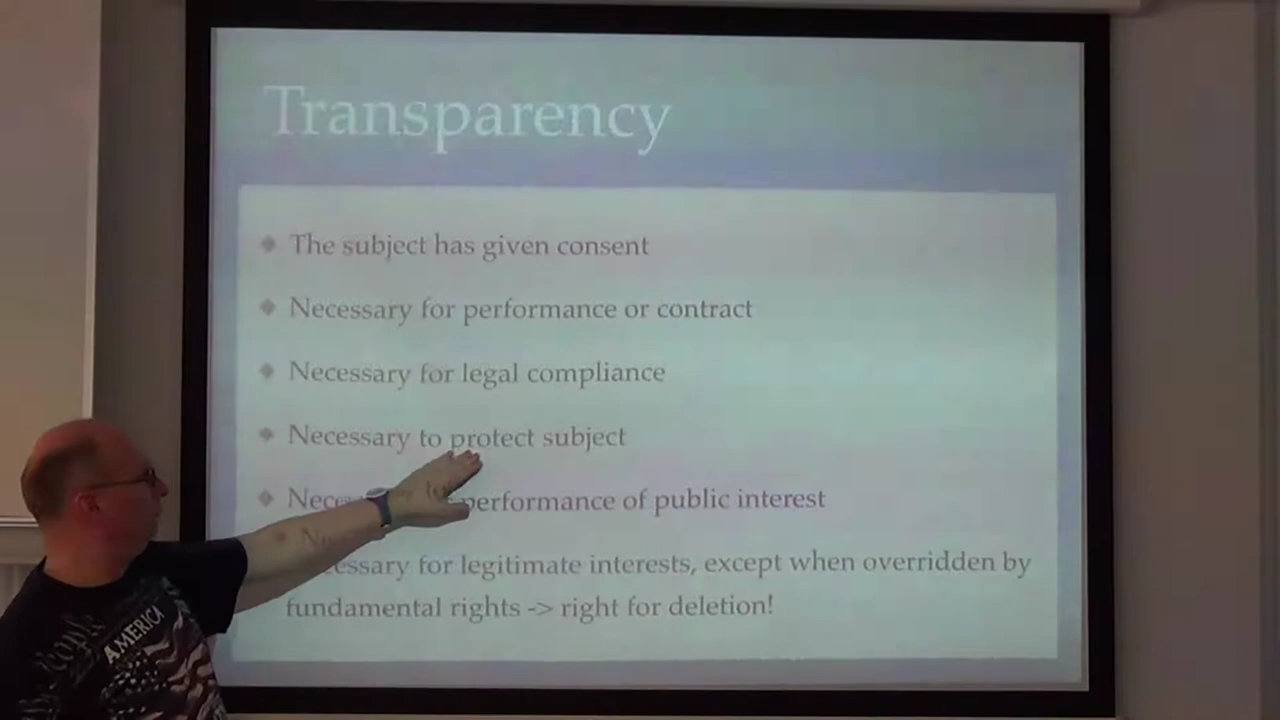 Transparency
The subject has given consent
Necessary for performance or contract
Necessary for legal compliance
Necessary to protect subject
performance of public interest
for legitimate interests, except when overridden by
fundamental rights -> right for deletion!
People
AMERICA